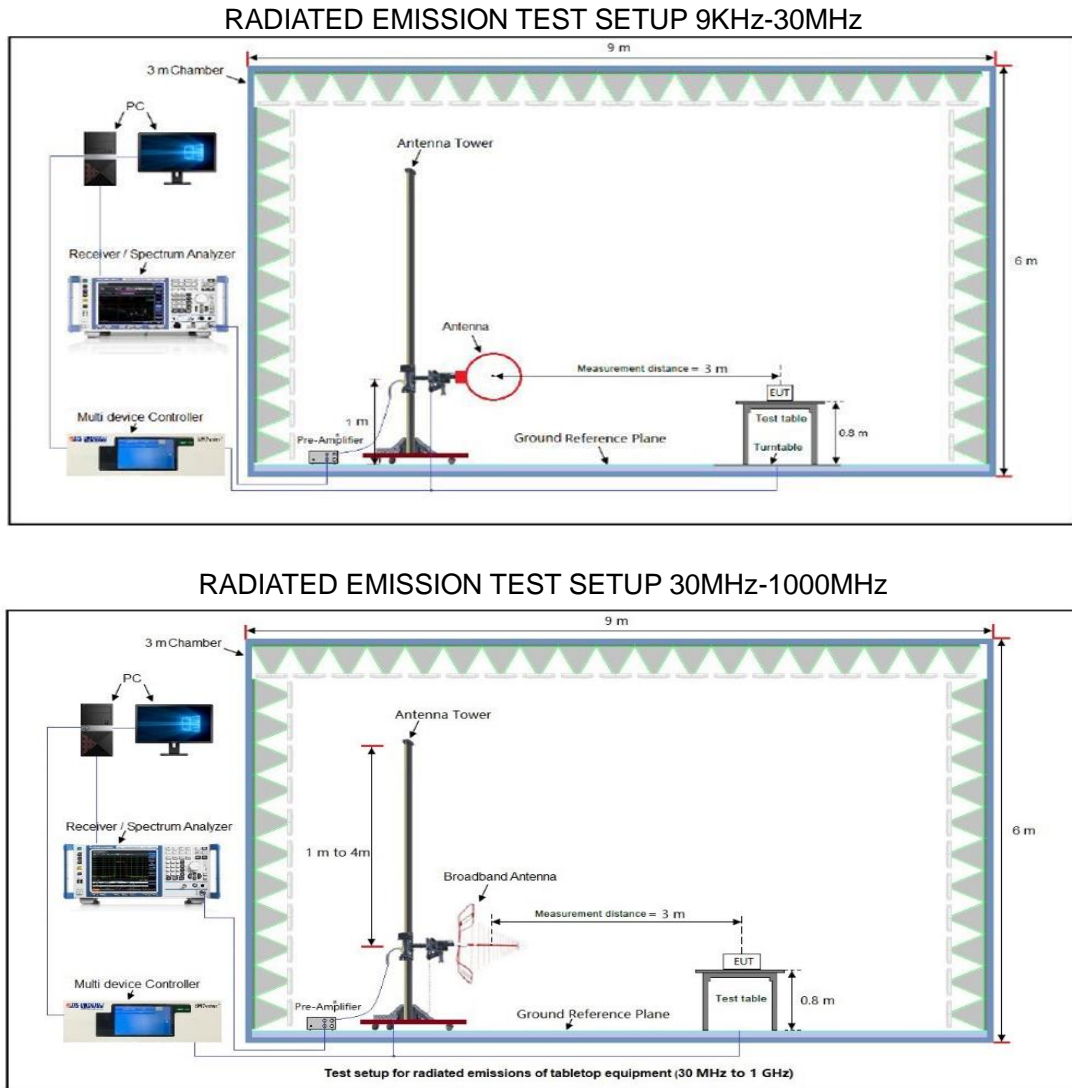 RADIATED EMISSION TEST SETUP 9KHz-30MHz
9 m
3 m Chamber
PC
Antenna Tower
Receiver / Spectrum Analyzer
6 m
Antenna
Measurement distance = 3 m
EUT
Multi device Controller
1 m
Test table
0.8 m
Pre-Amplifier
Ground Reference Plane
Turntable
RADIATED EMISSION TEST SETUP 30MHz-1000MHz
9 m
3 m Chamber
PC
Antenna Tower
Receiver / Spectrum Analyzer
6 m
1 m to 4m
Broadband Antenna
Measurement distance = 3 m
EUT
Multi device Controller
Test table
0.8 m
Pre-Amplifier
Ground Reference Plane
Test setup for radiated emissions of tabletop equipment (30 MHz to 1 GHz)